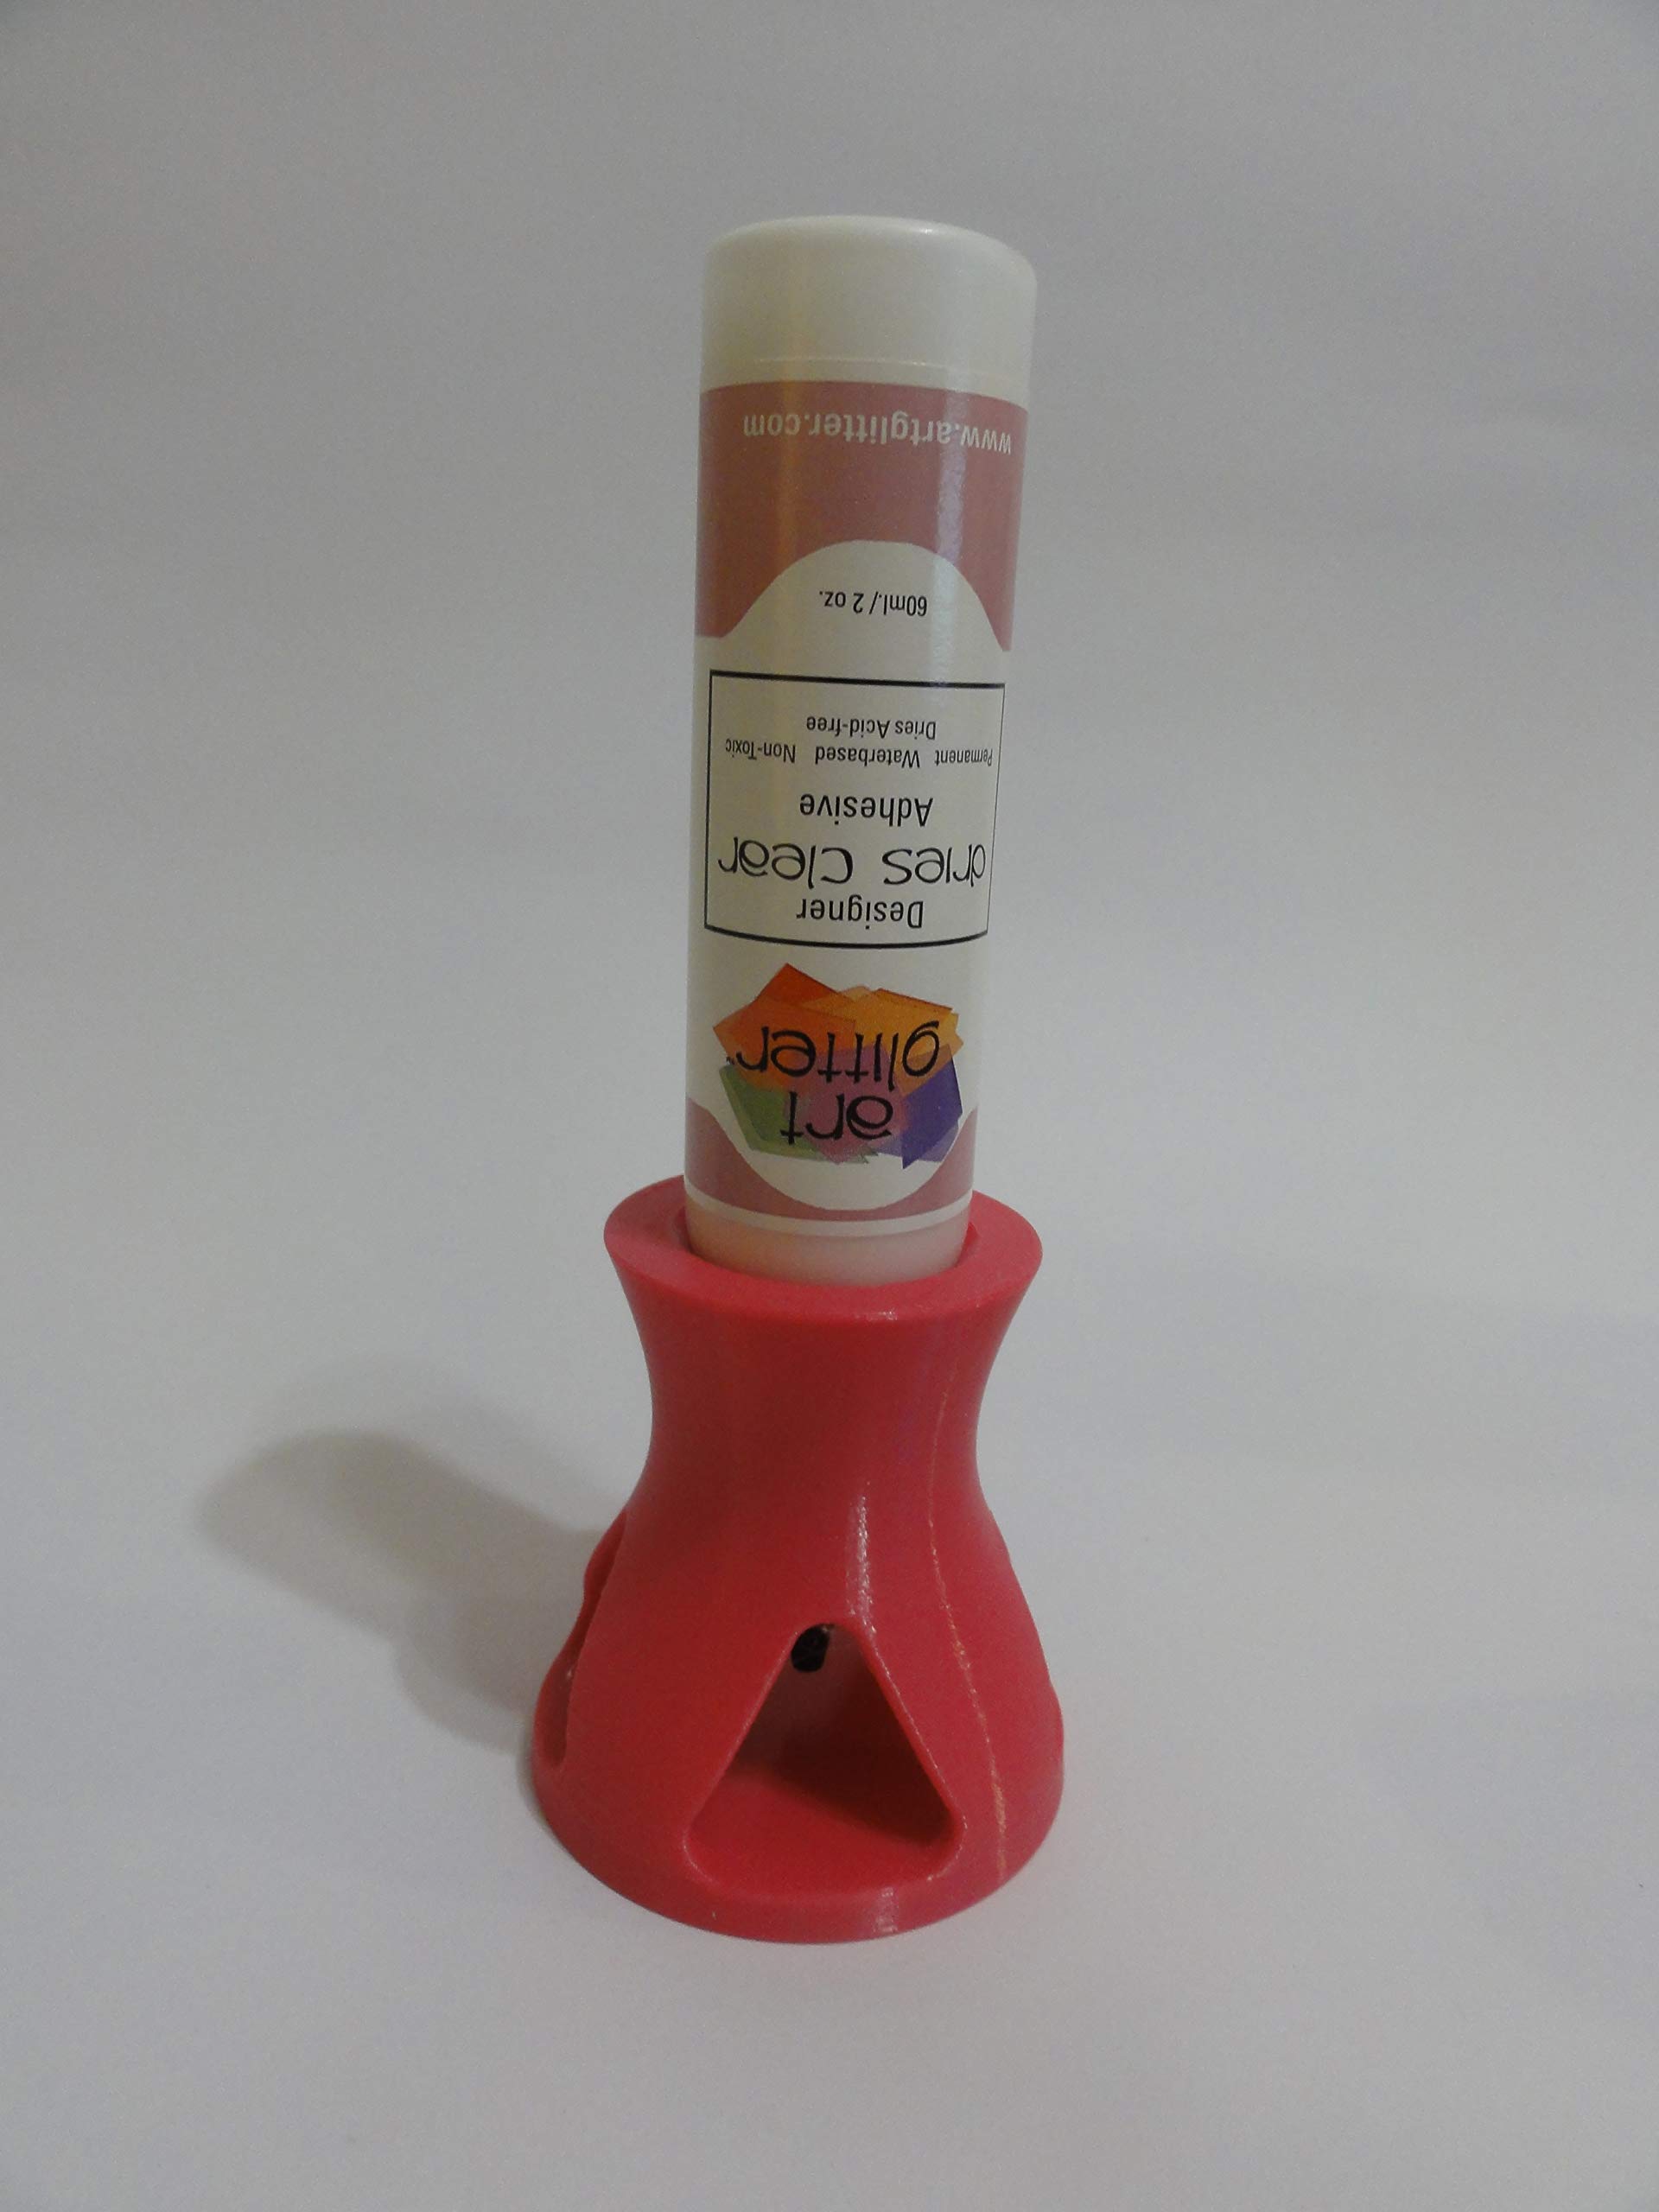 art
glitter
Designer
dries Clear
Adhesive
Permanent Waterbased Non-Toxic
Dries Acid-free
60ml./ 2 oz.
www.artglitter.com